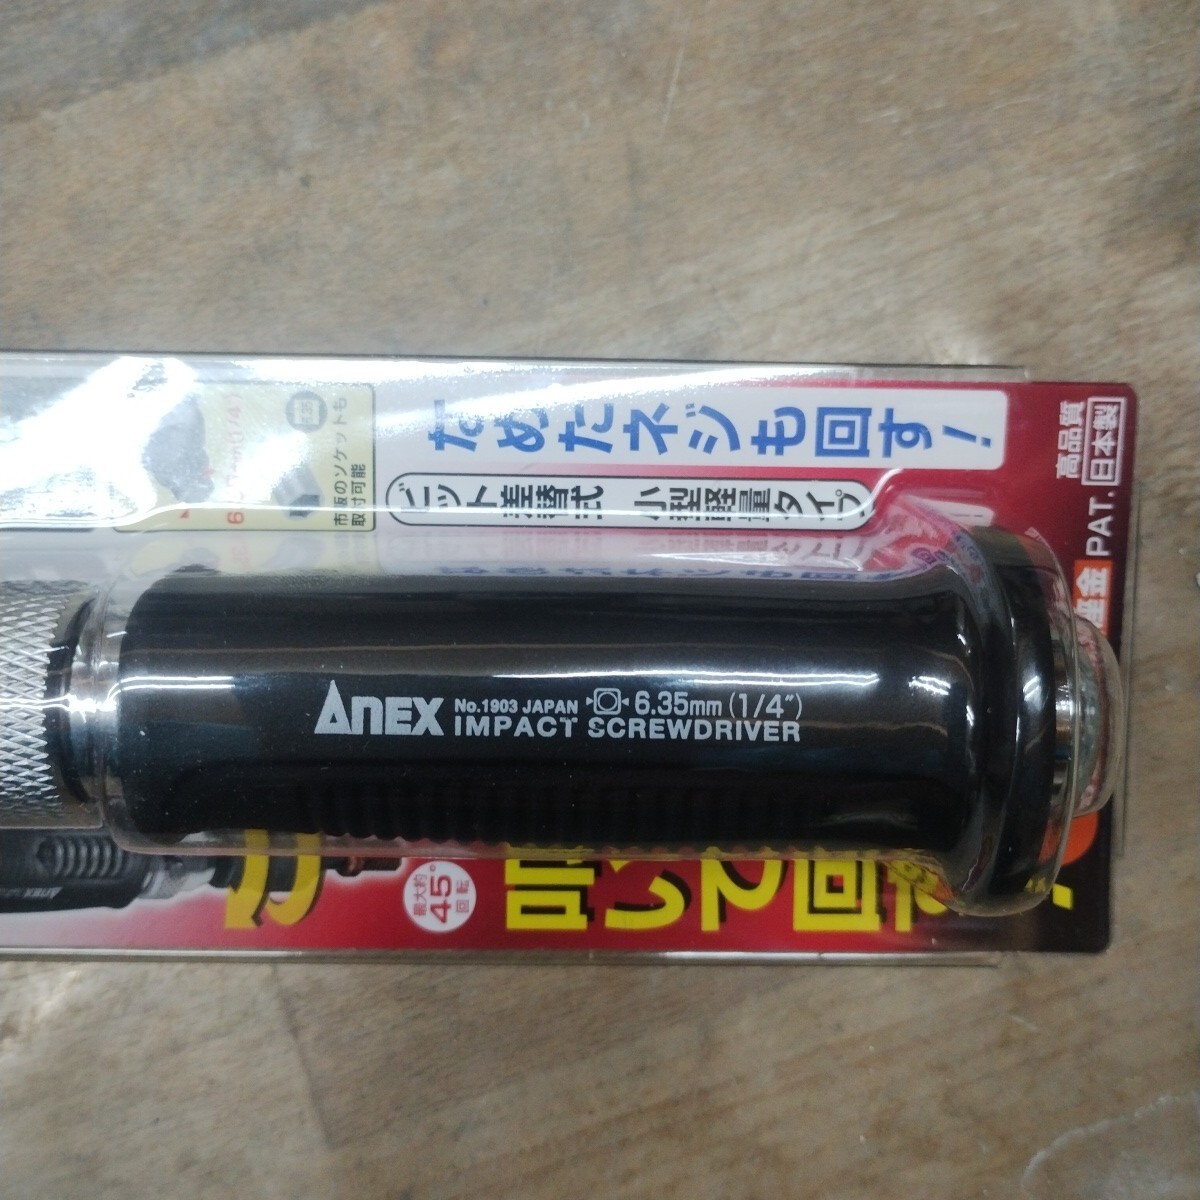 なめたネジも回す!
高品質
日本製
PAT.
市販のソケットも
取付可能
ビット差替式 小型軽量タイプ
座金
ANEX No.1903 JAPAN 6.35mm (1/4")
IMPACT SCREWDRIVER
ANEX
最大約
45°
回転
叩いて回す